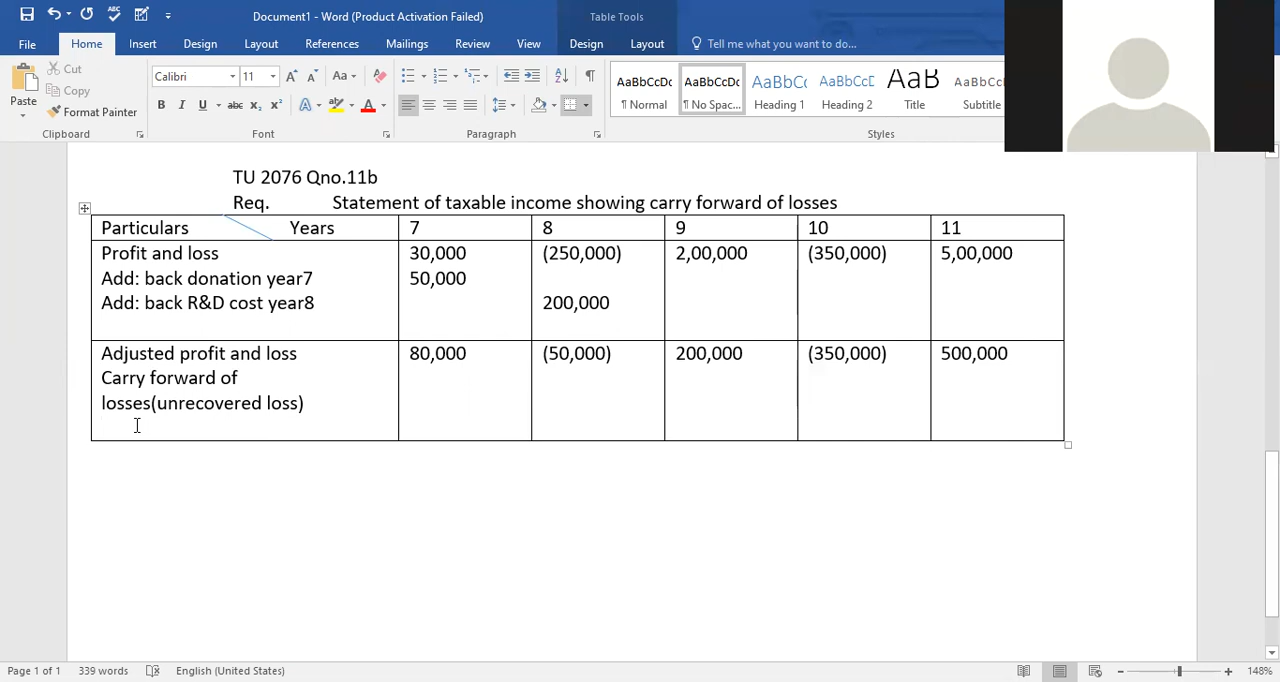 Document1 - Word (Product Activation Failed)
Table Tools
File Home Insert Design Layout References Mailings Review View Design Layout Tell me what you want to do...
Paste
Cut
Copy
Format Painter
Clipboard
Calibri 11
Font
Paragraph
AaBbCcDc AaBbCcDc AaBbCc AaBbCcD AaB AaBbCcD
¶ Normal ¶ No Spac... Heading 1 Heading 2 Title Subtitle
Styles
TU 2076 Qno.11b
Req. Statement of taxable income showing carry forward of losses
Particulars Years 7 8 9 10 11
Profit and loss 30,000 (250,000) 2,00,000 (350,000) 5,00,000
Add: back donation year7 50,000
Add: back R&D cost year8 200,000
Adjusted profit and loss 80,000 (50,000) 200,000 (350,000) 500,000
Carry forward of
losses(unrecovered loss)
Page 1 of 1 339 words English (United States) 148%